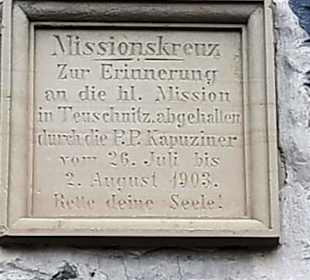 Missionskreuz
Zur Erinnerung
an die hl. Mission
in Teuschnitz, abgehalten
durch die P.P. Kapuziner
vom 26. Juli bis
2. August 1903.
Rette deine Seele!